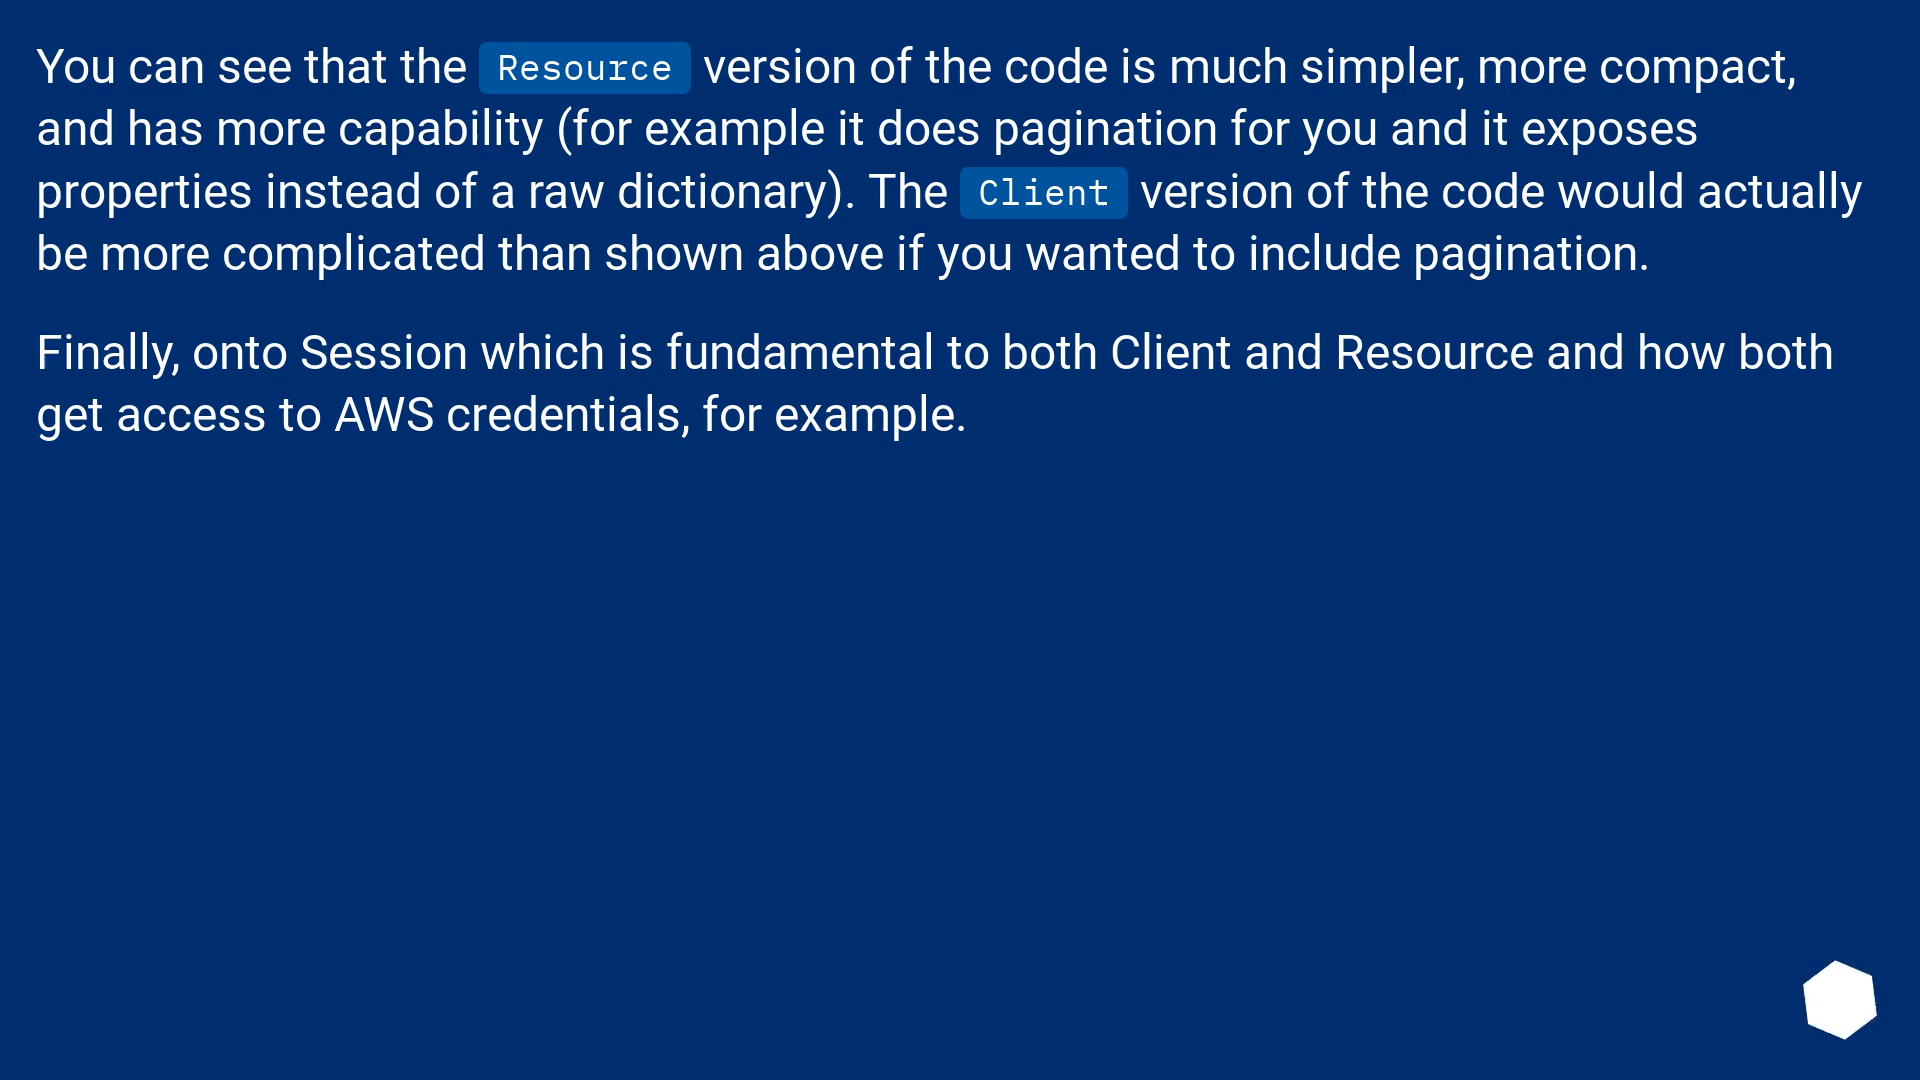 You can see that the Resource version of the code is much simpler, more compact,
and has more capability (for example it does pagination for you and it exposes
properties instead of a raw dictionary). The Client version of the code would actually
be more complicated than shown above if you wanted to include pagination.
Finally, onto Session which is fundamental to both Client and Resource and how both
get access to AWS credentials, for example.